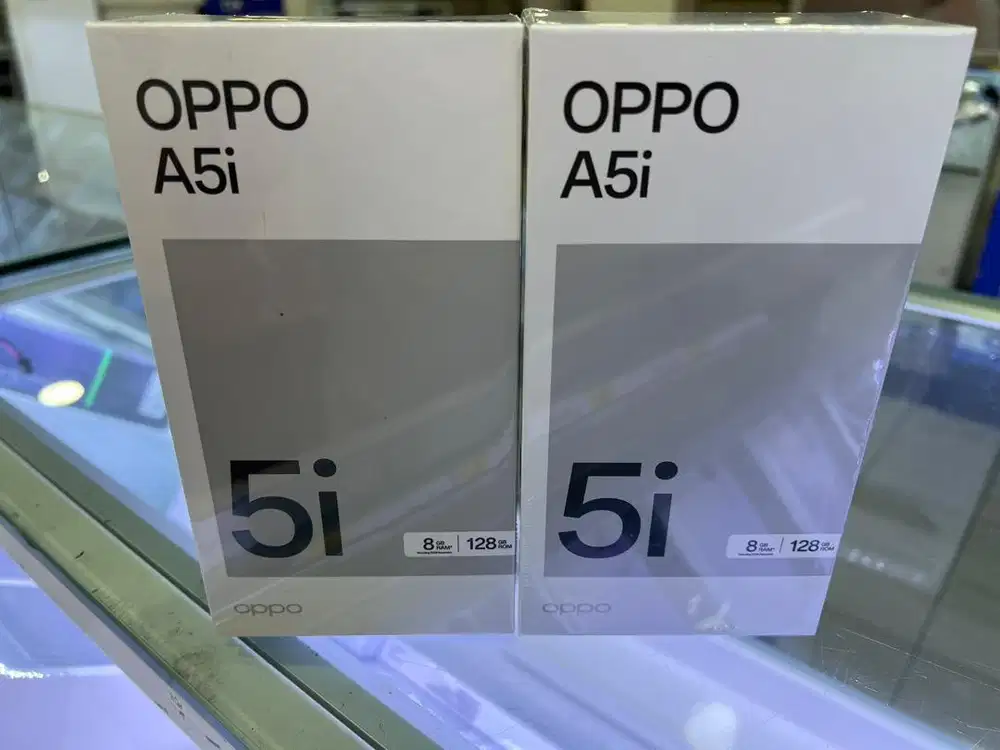 OPPO
A5i
5i
8 GB RAM* | 128 GB ROM
oppo
OPPO
A5i
5i
8 GB RAM* | 128 GB ROM
oppo